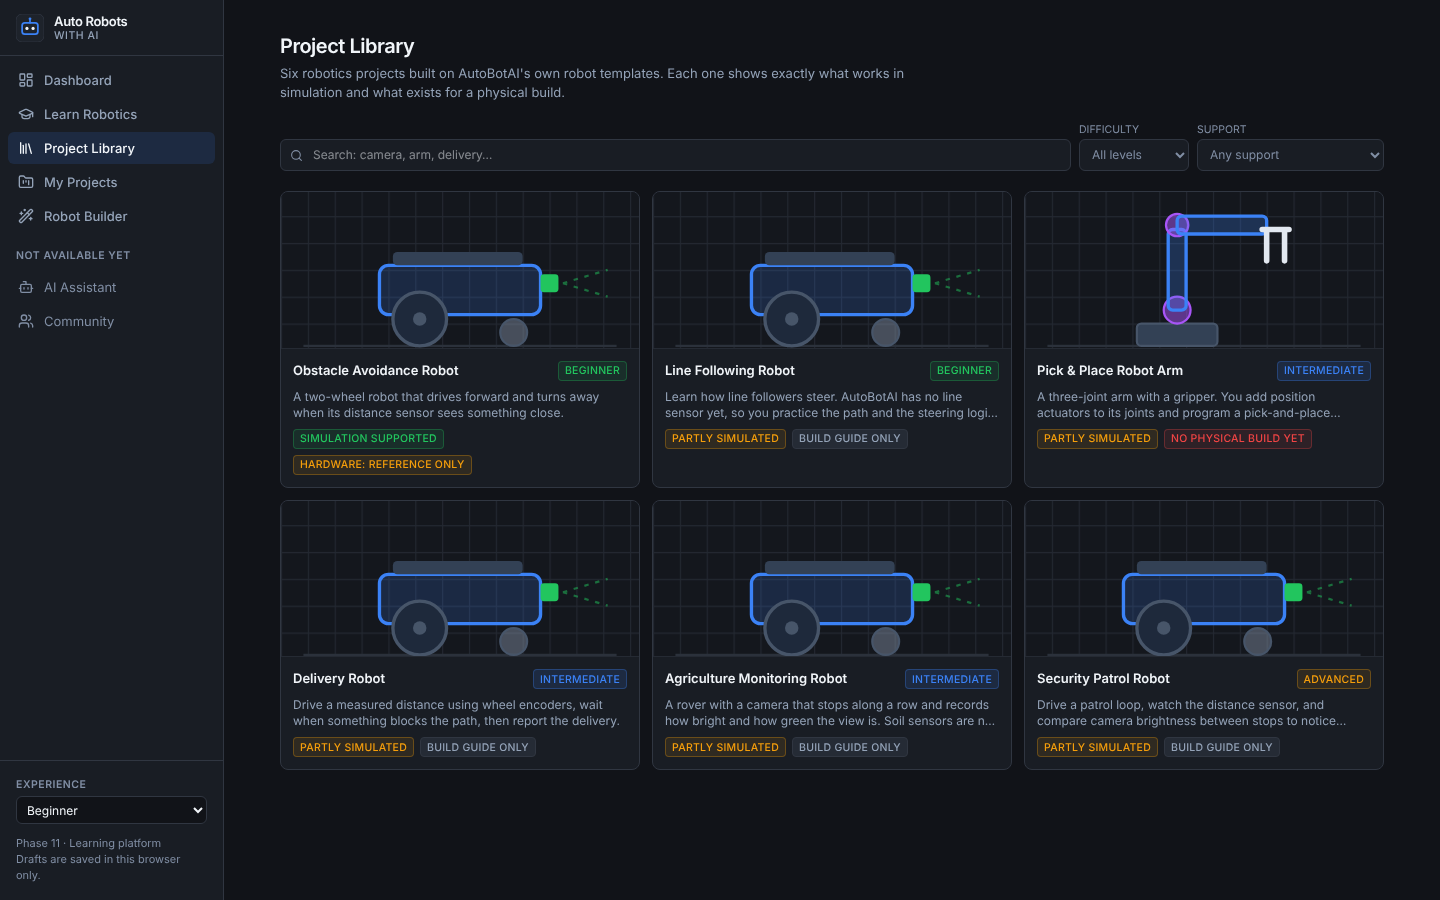 Auto Robots
WITH AI
Dashboard
Learn Robotics
Project Library
My Projects
Robot Builder
NOT AVAILABLE YET
AI Assistant
Community
EXPERIENCE
Beginner
Phase 11 · Learning platform
Drafts are saved in this browser
only.
Project Library
Six robotics projects built on AutoBotAI's own robot templates. Each one shows exactly what works in
simulation and what exists for a physical build.
DIFFICULTY
SUPPORT
Search: camera, arm, delivery...
All levels
Any support
Obstacle Avoidance Robot
BEGINNER
A two-wheel robot that drives forward and turns away
when its distance sensor sees something close.
SIMULATION SUPPORTED
HARDWARE: REFERENCE ONLY
Line Following Robot
BEGINNER
Learn how line followers steer. AutoBotAI has no line
sensor yet, so you practice the path and the steering logi...
PARTLY SIMULATED
BUILD GUIDE ONLY
Pick & Place Robot Arm
INTERMEDIATE
A three-joint arm with a gripper. You add position
actuators to its joints and program a pick-and-place...
PARTLY SIMULATED
NO PHYSICAL BUILD YET
Delivery Robot
INTERMEDIATE
Drive a measured distance using wheel encoders, wait
when something blocks the path, then report the delivery.
PARTLY SIMULATED
BUILD GUIDE ONLY
Agriculture Monitoring Robot
INTERMEDIATE
A rover with a camera that stops along a row and records
how bright and how green the view is. Soil sensors are n...
PARTLY SIMULATED
BUILD GUIDE ONLY
Security Patrol Robot
ADVANCED
Drive a patrol loop, watch the distance sensor, and
compare camera brightness between stops to notice...
PARTLY SIMULATED
BUILD GUIDE ONLY